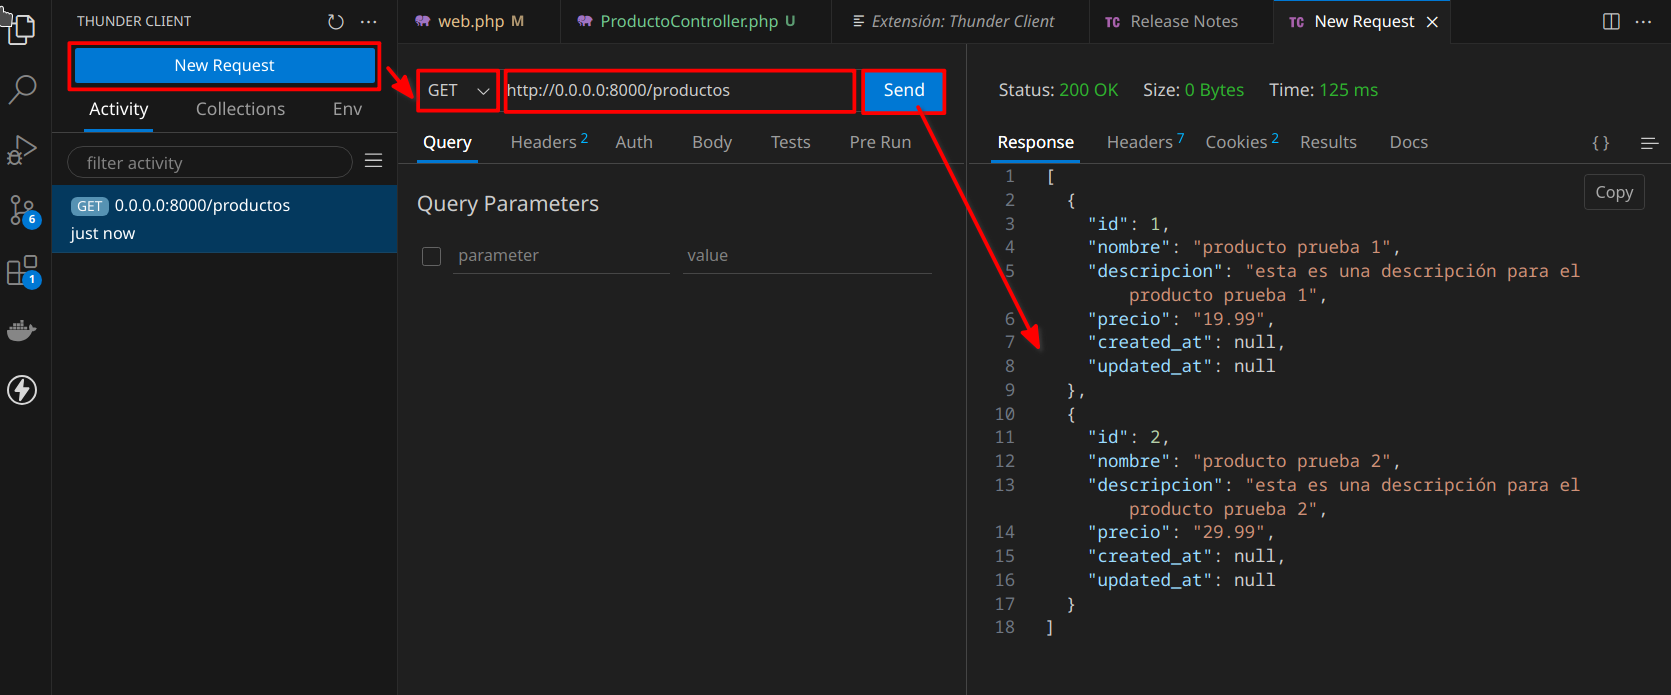 THUNDER CLIENT
New Request
Activity Collections Env
filter activity
GET 0.0.0.0:8000/productos
just now
6
1
web.php M
ProductoController.php U
Extensión: Thunder Client
TC Release Notes
TC New Request
GET http://0.0.0.0:8000/productos Send
Query Headers 2 Auth Body Tests Pre Run
Query Parameters
parameter value
Status: 200 OK Size: 0 Bytes Time: 125 ms
Response Headers 7 Cookies 2 Results Docs { }
Copy
1 [
2 {
3 "id": 1,
4 "nombre": "producto prueba 1",
5 "descripcion": "esta es una descripción para el
producto prueba 1",
6 "precio": "19.99",
7 "created_at": null,
8 "updated_at": null
9 },
10 {
11 "id": 2,
12 "nombre": "producto prueba 2",
13 "descripcion": "esta es una descripción para el
producto prueba 2",
14 "precio": "29.99",
15 "created_at": null,
16 "updated_at": null
17 }
18 ]